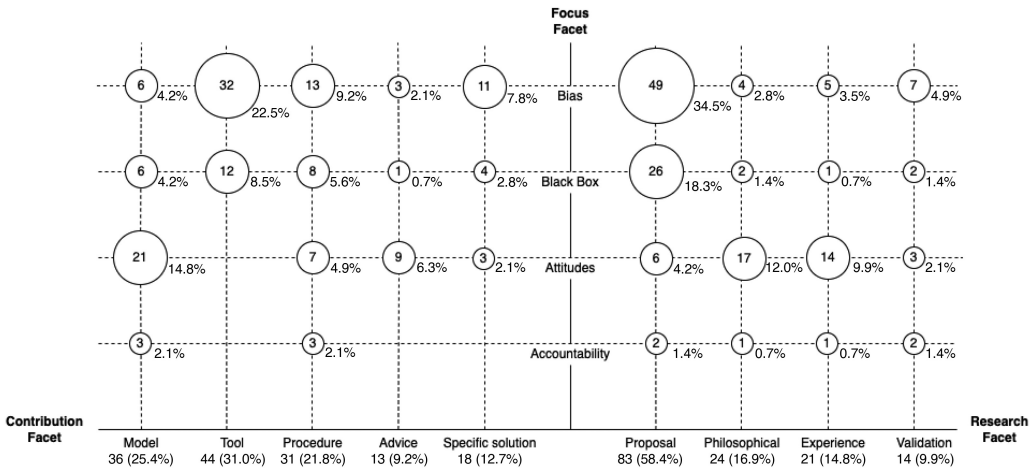 Focus
Facet
6 4.2% 32 22.5% 13 9.2% 3 2.1% 11 7.8% Bias 49 34.5% 4 2.8% 5 3.5% 7 4.9%
6 4.2% 12 8.5% 8 5.6% 1 0.7% 4 2.8% Black Box 26 18.3% 2 1.4% 1 0.7% 2 1.4%
21 14.8% 7 4.9% 9 6.3% 3 2.1% Attitudes 6 4.2% 17 12.0% 14 9.9% 3 2.1%
3 2.1% 3 2.1% Accountability 2 1.4% 1 0.7% 1 0.7% 2 1.4%
Contribution
Facet
Research
Facet
Model Tool Procedure Advice Specific solution Proposal Philosophical Experience Validation
36 (25.4%) 44 (31.0%) 31 (21.8%) 13 (9.2%) 18 (12.7%) 83 (58.4%) 24 (16.9%) 21 (14.8%) 14 (9.9%)